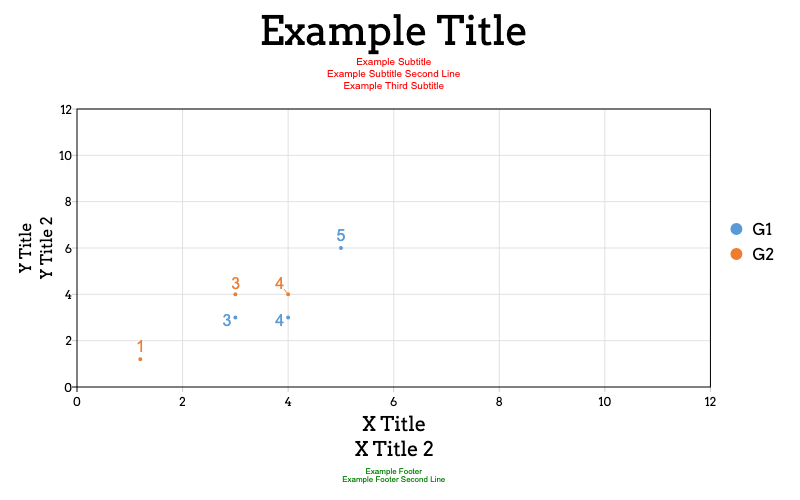 Example Title
Example Subtitle
Example Subtitle Second Line
Example Third Subtitle
Y Title
Y Title 2
12
10
8
6
4
2
0
5
3
4
3
4
1
G1
G2
0 2 4 6 8 10 12
X Title
X Title 2
Example Footer
Example Footer Second Line